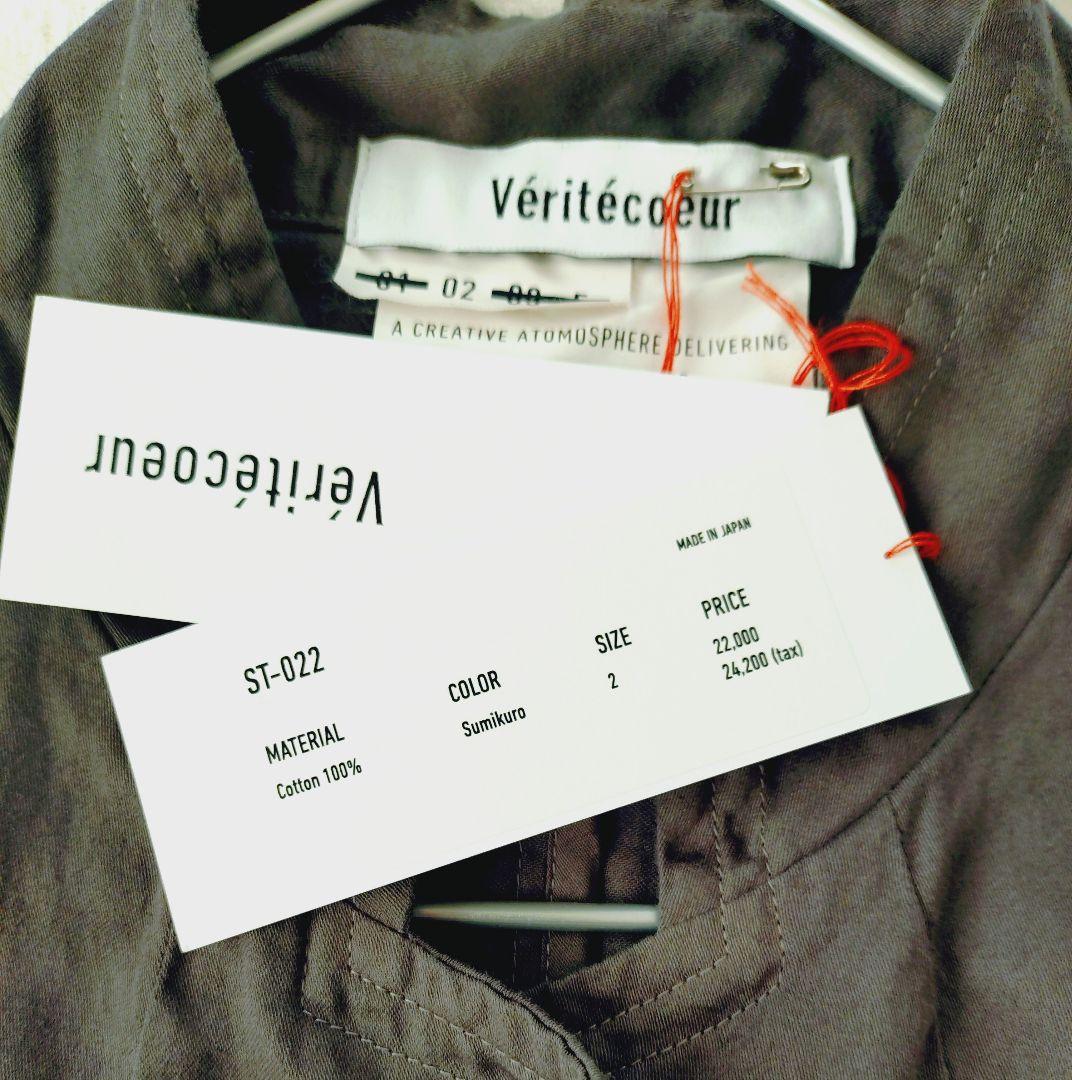 Véritécoeur
01 02 00 F
A CREATIVE ATOMOSPHERE DELIVERING
Véritécoeur
MADE IN JAPAN
ST-022
MATERIAL
Cotton 100%
COLOR
Sumikuro
SIZE
2
PRICE
22,000
24,200 (tax)